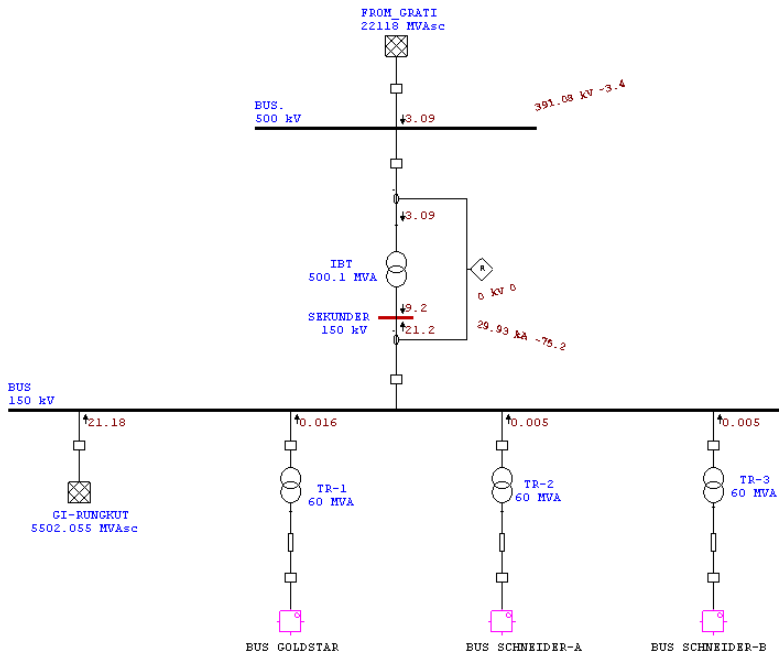 FROM_GRATI
22118 MVAsc
391.08 kV -3.4
BUS.
500 kV
3.09
3.09
IBT
500.1 MVA
R
0 kV 0
9.2
SEKUNDER
150 kV
21.2
29.93 kA -75.2
BUS
150 kV
21.18
0.016
0.005
0.005
TR-1
60 MVA
TR-2
60 MVA
TR-3
60 MVA
GI-RUNGKUT
5502.055 MVAsc
BUS GOLDSTAR
BUS SCHNEIDER-A
BUS SCHNEIDER-B